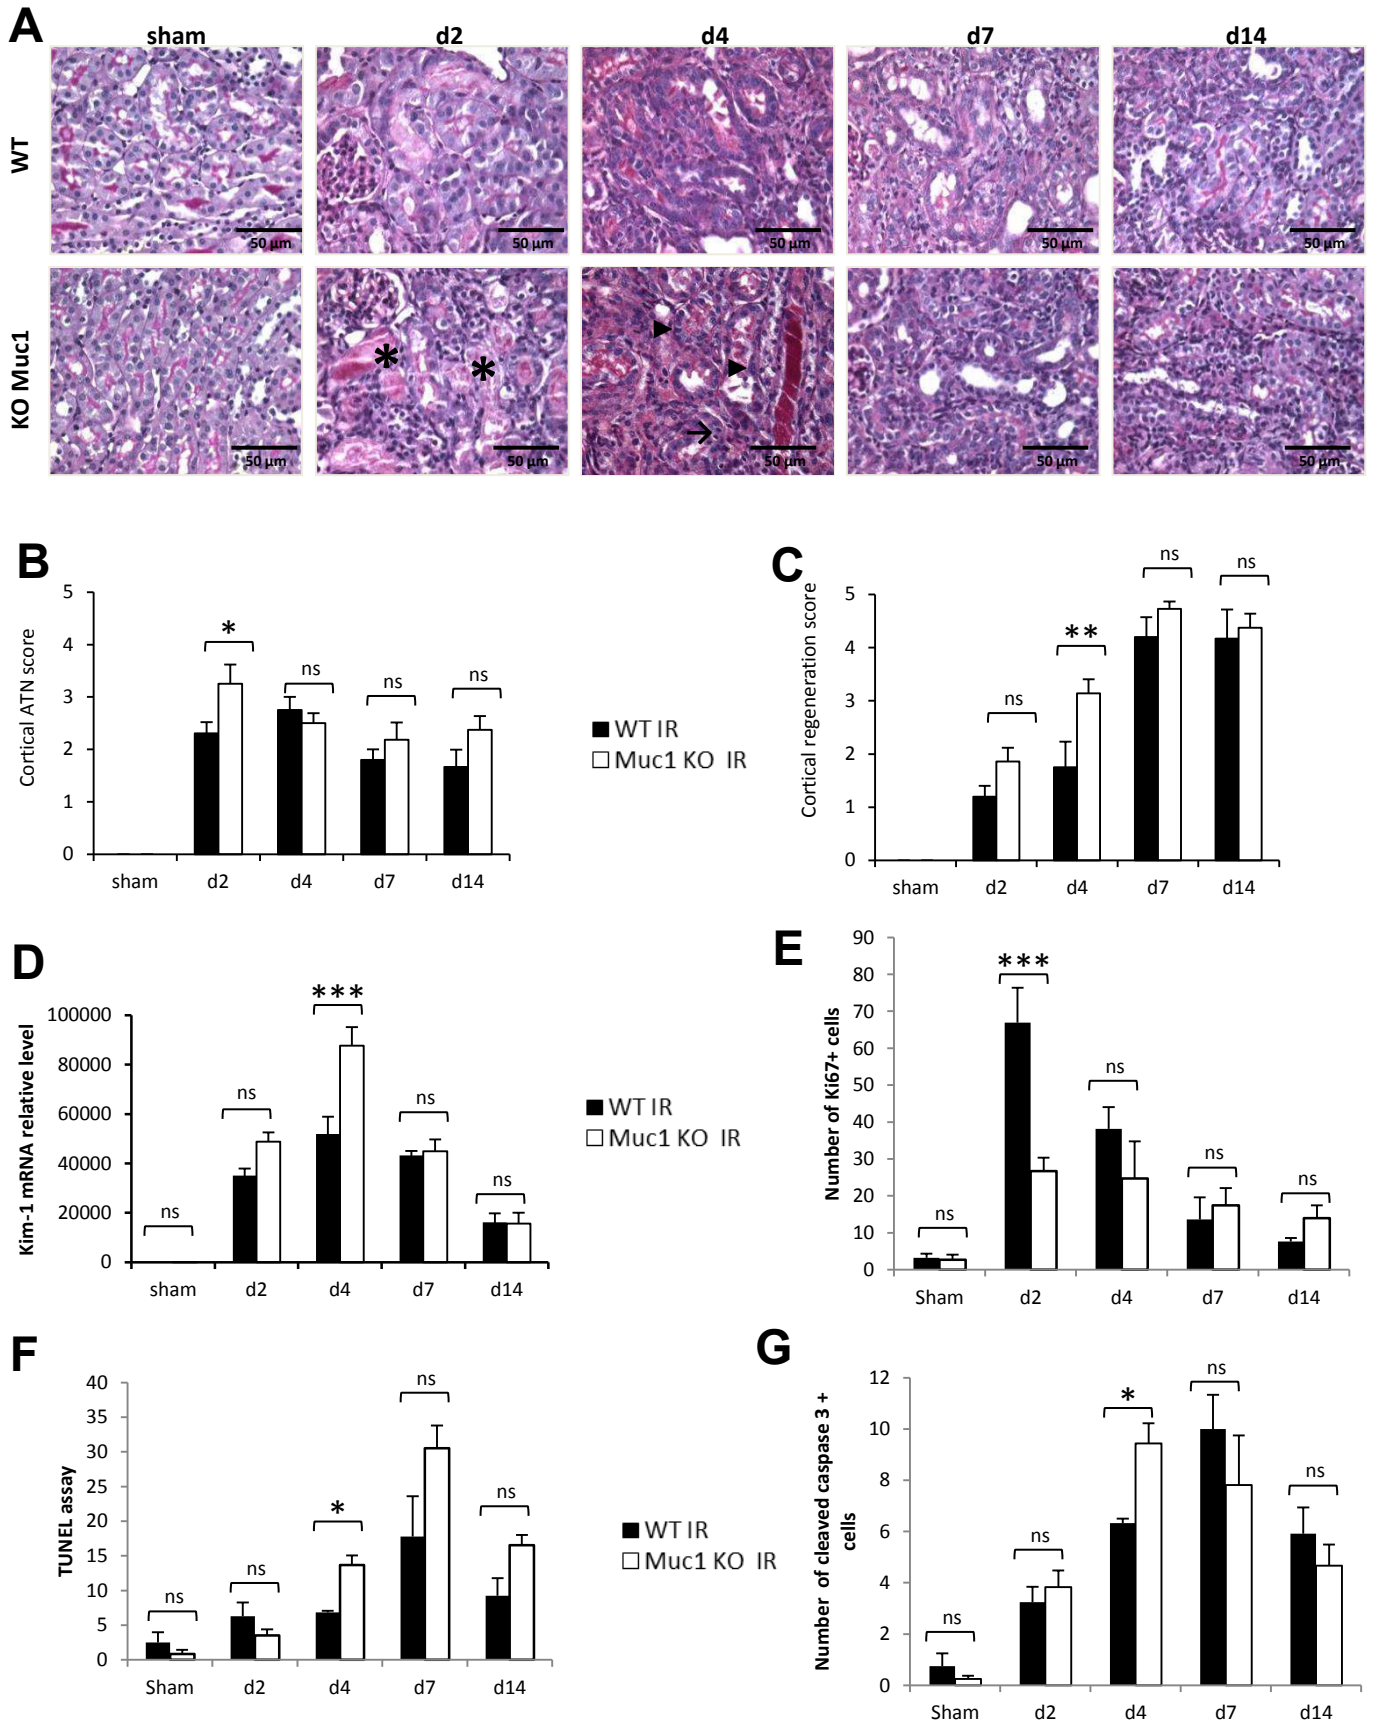 A
sham d2 d4 d7 d14
WT
50 µm 50 µm 50 µm 50 µm 50 µm
KO Muc1
* *
50 µm 50 µm 50 µm 50 µm 50 µm
B
Cortical ATN score
5
4
3
2
1
0
* ns ns ns
sham d2 d4 d7 d14
WT IR
Muc1 KO IR
C
Cortical regeneration score
5
4
3
2
1
0
ns ** ns ns
sham d2 d4 d7 d14
D
Kim-1 mRNA relative level
100000
80000
60000
40000
20000
0
ns ns *** ns ns
sham d2 d4 d7 d14
WT IR
Muc1 KO IR
E
Number of Ki67+ cells
90
80
70
60
50
40
30
20
10
0
ns *** ns ns ns
Sham d2 d4 d7 d14
F
TUNEL assay
40
35
30
25
20
15
10
5
0
ns ns * ns ns
Sham d2 d4 d7 d14
WT IR
Muc1 KO IR
G
Number of cleaved caspase 3 +
cells
12
10
8
6
4
2
0
ns ns * ns ns
Sham d2 d4 d7 d14